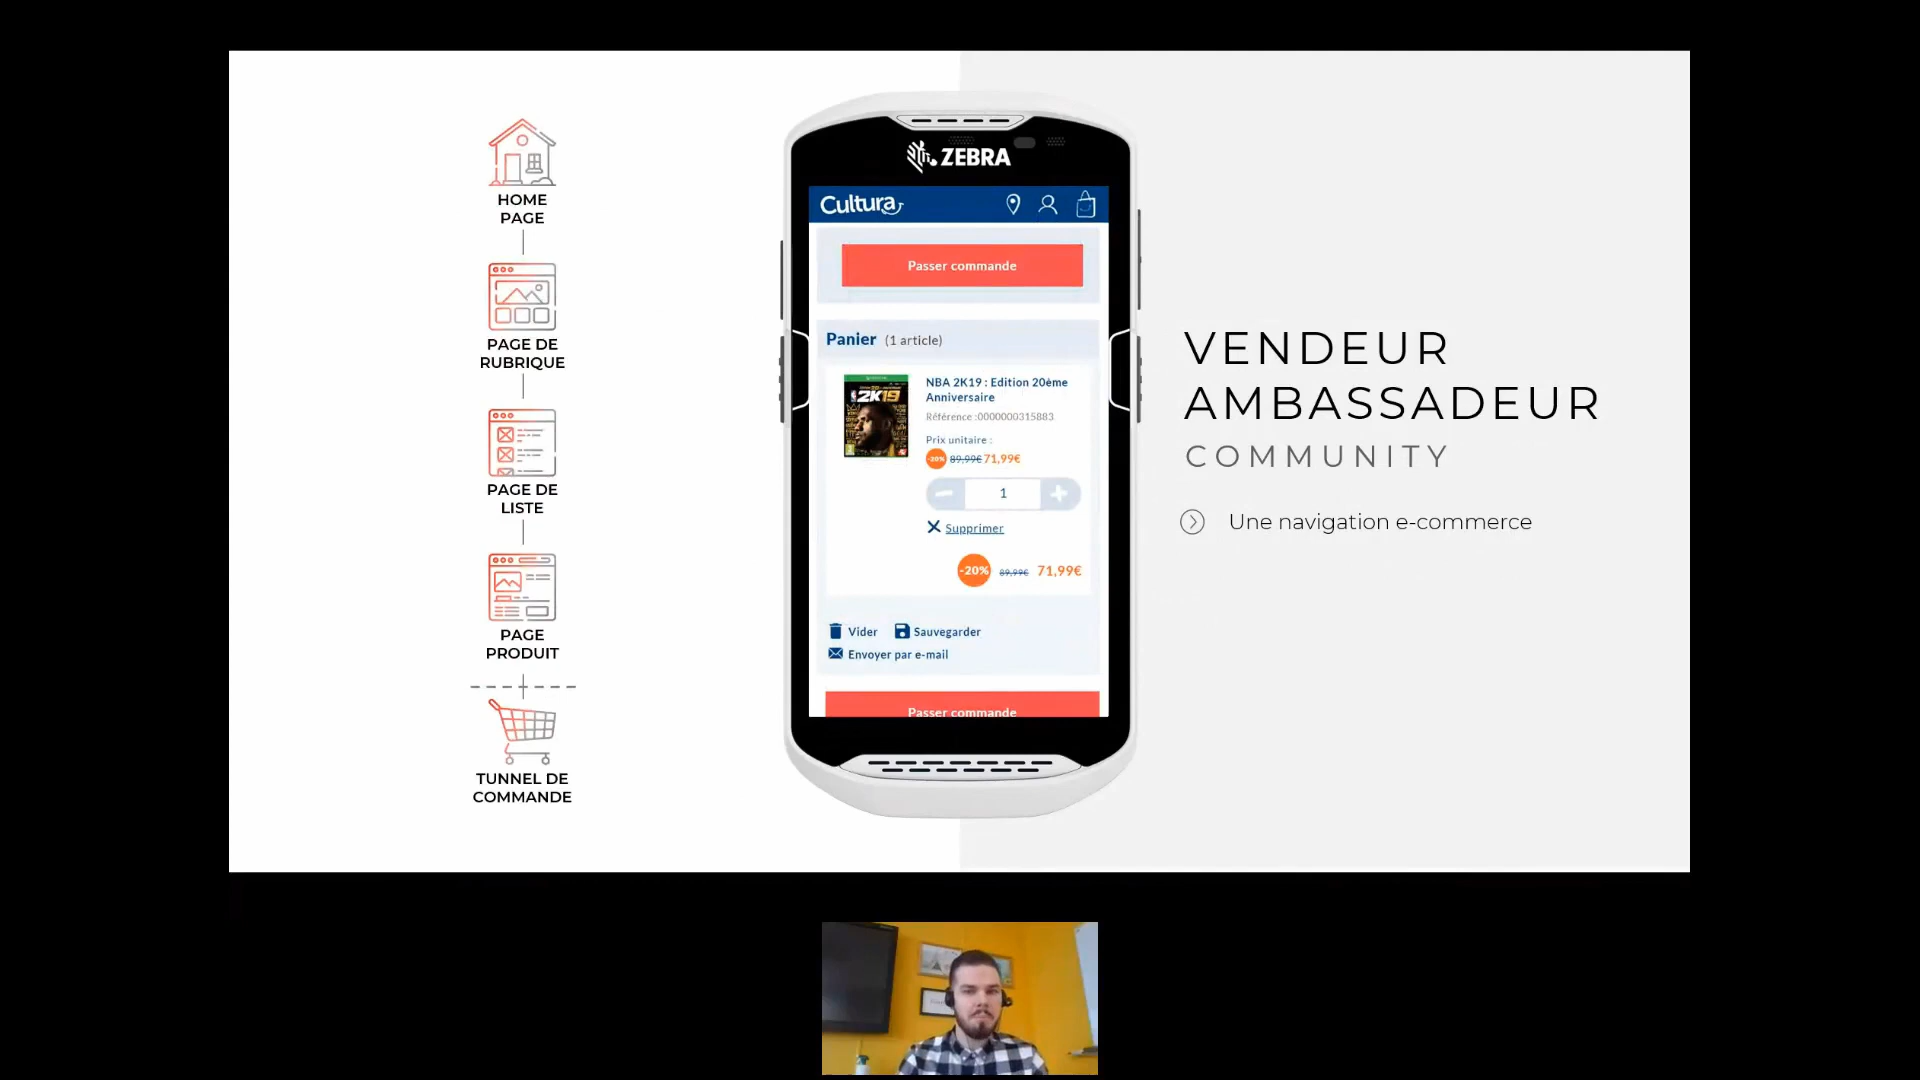 HOME
PAGE
PAGE DE
RUBRIQUE
PAGE DE
LISTE
PAGE
PRODUIT
TUNNEL DE
COMMANDE
ZEBRA
Cultura
Passer commande
Panier (1 article)
2K19
NBA 2K19 : Edition 20ème
Anniversaire
Référence :0000000315883
Prix unitaire :
-20% 89,99€ 71,99€
1
Supprimer
-20% 89,99€ 71,99€
Vider Sauvegarder
Envoyer par e-mail
Passer commande
VENDEUR
AMBASSADEUR
COMMUNITY
Une navigation e-commerce